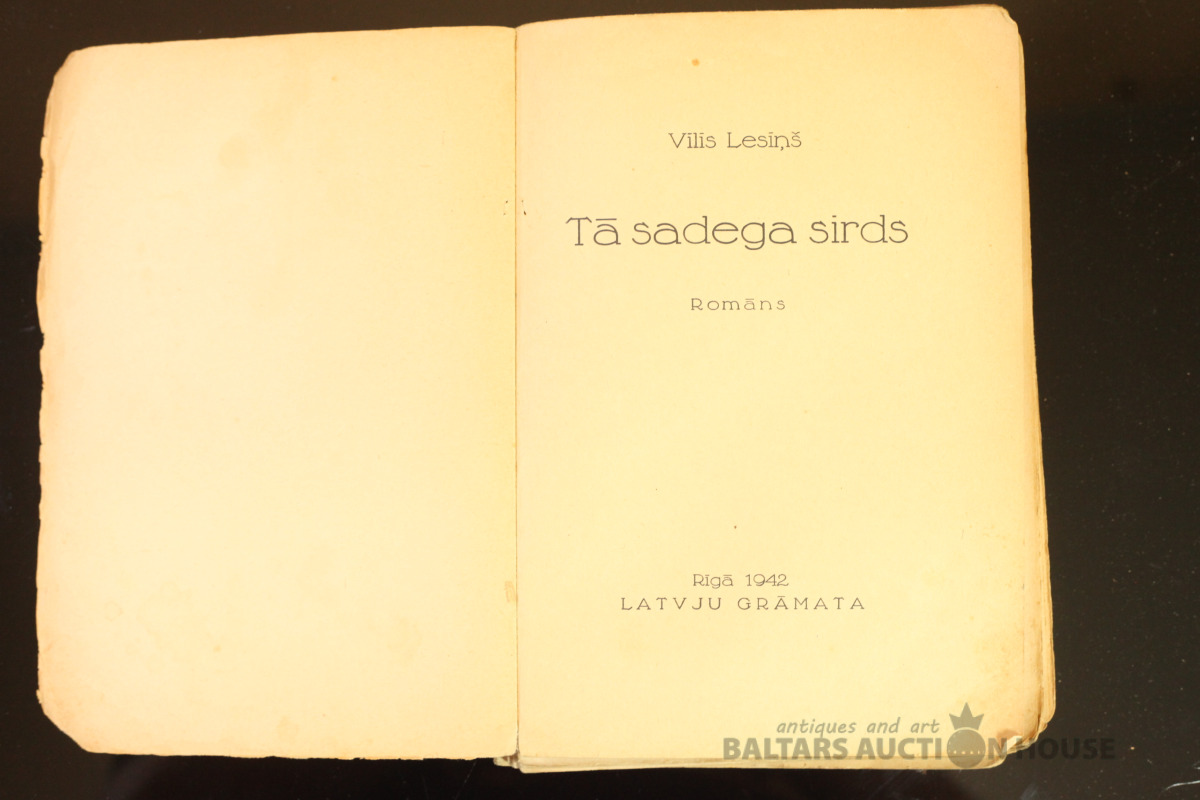 Vilis Lesiņš
Tā sadega sirds
Romāns
Rīgā 1942
LATVJU GRĀMATA
antiques and art
BALTARS AUCTION HOUSE